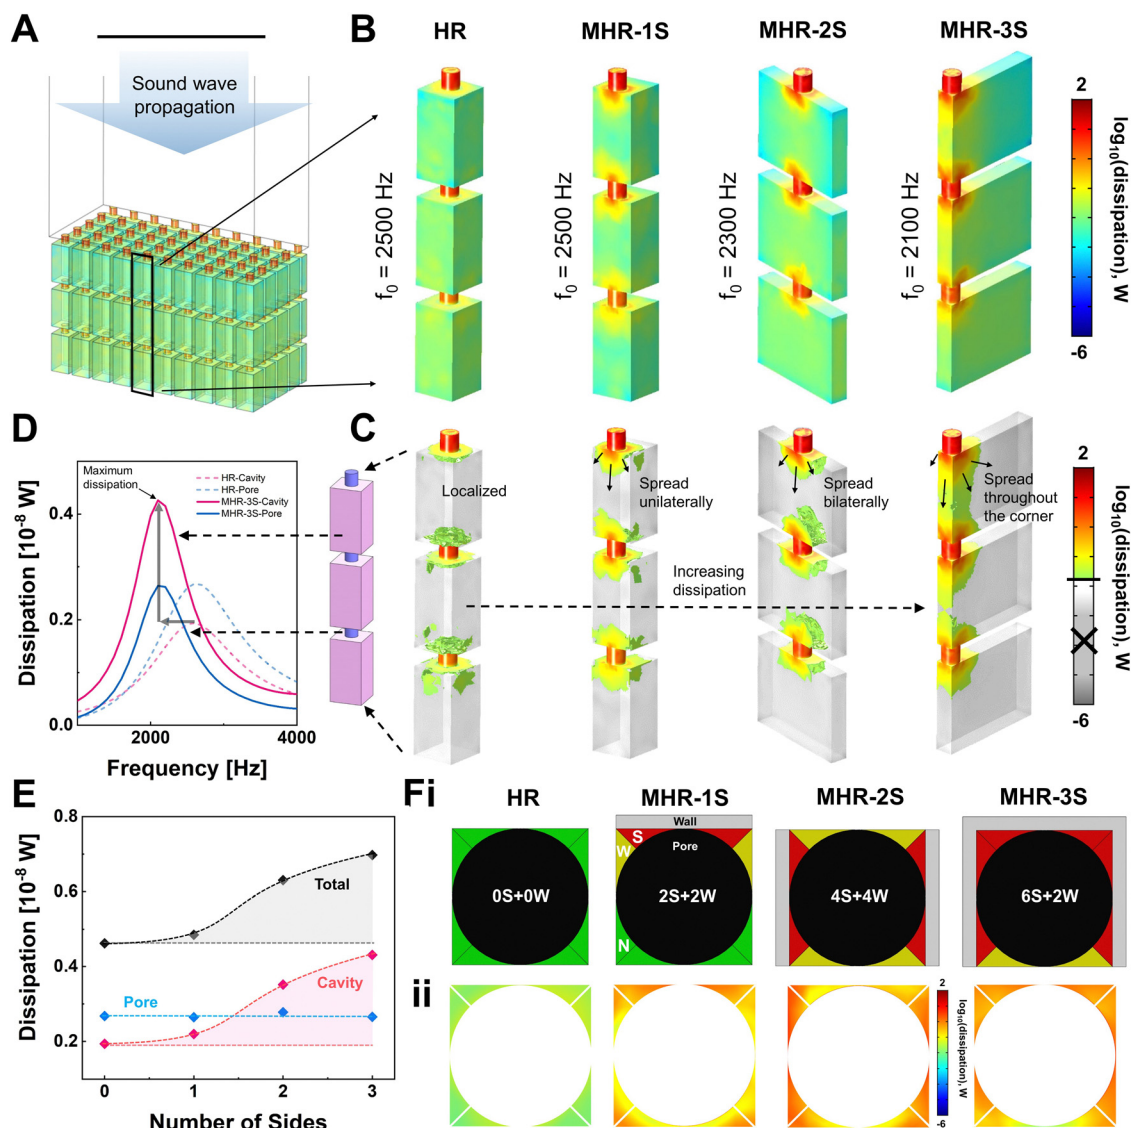 A
Sound wave
propagation
B
HR
MHR-1S
MHR-2S
MHR-3S
f0 = 2500 Hz
f0 = 2500 Hz
f0 = 2300 Hz
f0 = 2100 Hz
2
-6
log10(dissipation), W
D
Dissipation [10-8 W]
0.4
0.2
0.0
2000
4000
Frequency [Hz]
Maximum
dissipation
HR-Cavity
HR-Pore
MHR-3S-Cavity
MHR-3S-Pore
C
Localized
Spread
unilaterally
Spread
bilaterally
Spread
throughout
the corner
Increasing
dissipation
2
-6
log10(dissipation), W
E
Dissipation [10-8 W]
0.8
0.6
0.4
0.2
0
1
2
3
Number of Sides
Total
Cavity
Pore
Fi
HR
MHR-1S
MHR-2S
MHR-3S
Wall
S
W
Pore
N
0S+0W
2S+2W
4S+4W
6S+2W
ii
2
-6
log10(dissipation), W